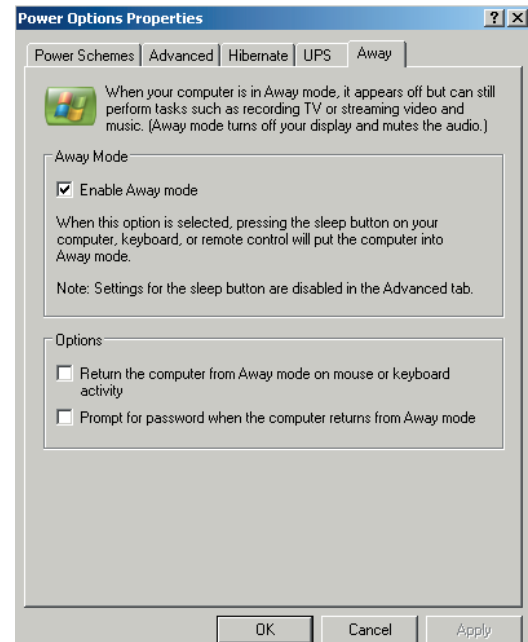 Power Options Properties
Power Schemes Advanced Hibernate UPS Away
When your computer is in Away mode, it appears off but can still
perform tasks such as recording TV or streaming video and
music. (Away mode turns off your display and mutes the audio.)
Away Mode
Enable Away mode
When this option is selected, pressing the sleep button on your
computer, keyboard, or remote control will put the computer into
Away mode.
Note: Settings for the sleep button are disabled in the Advanced tab.
Options
Return the computer from Away mode on mouse or keyboard
activity
Prompt for password when the computer returns from Away mode
OK Cancel Apply